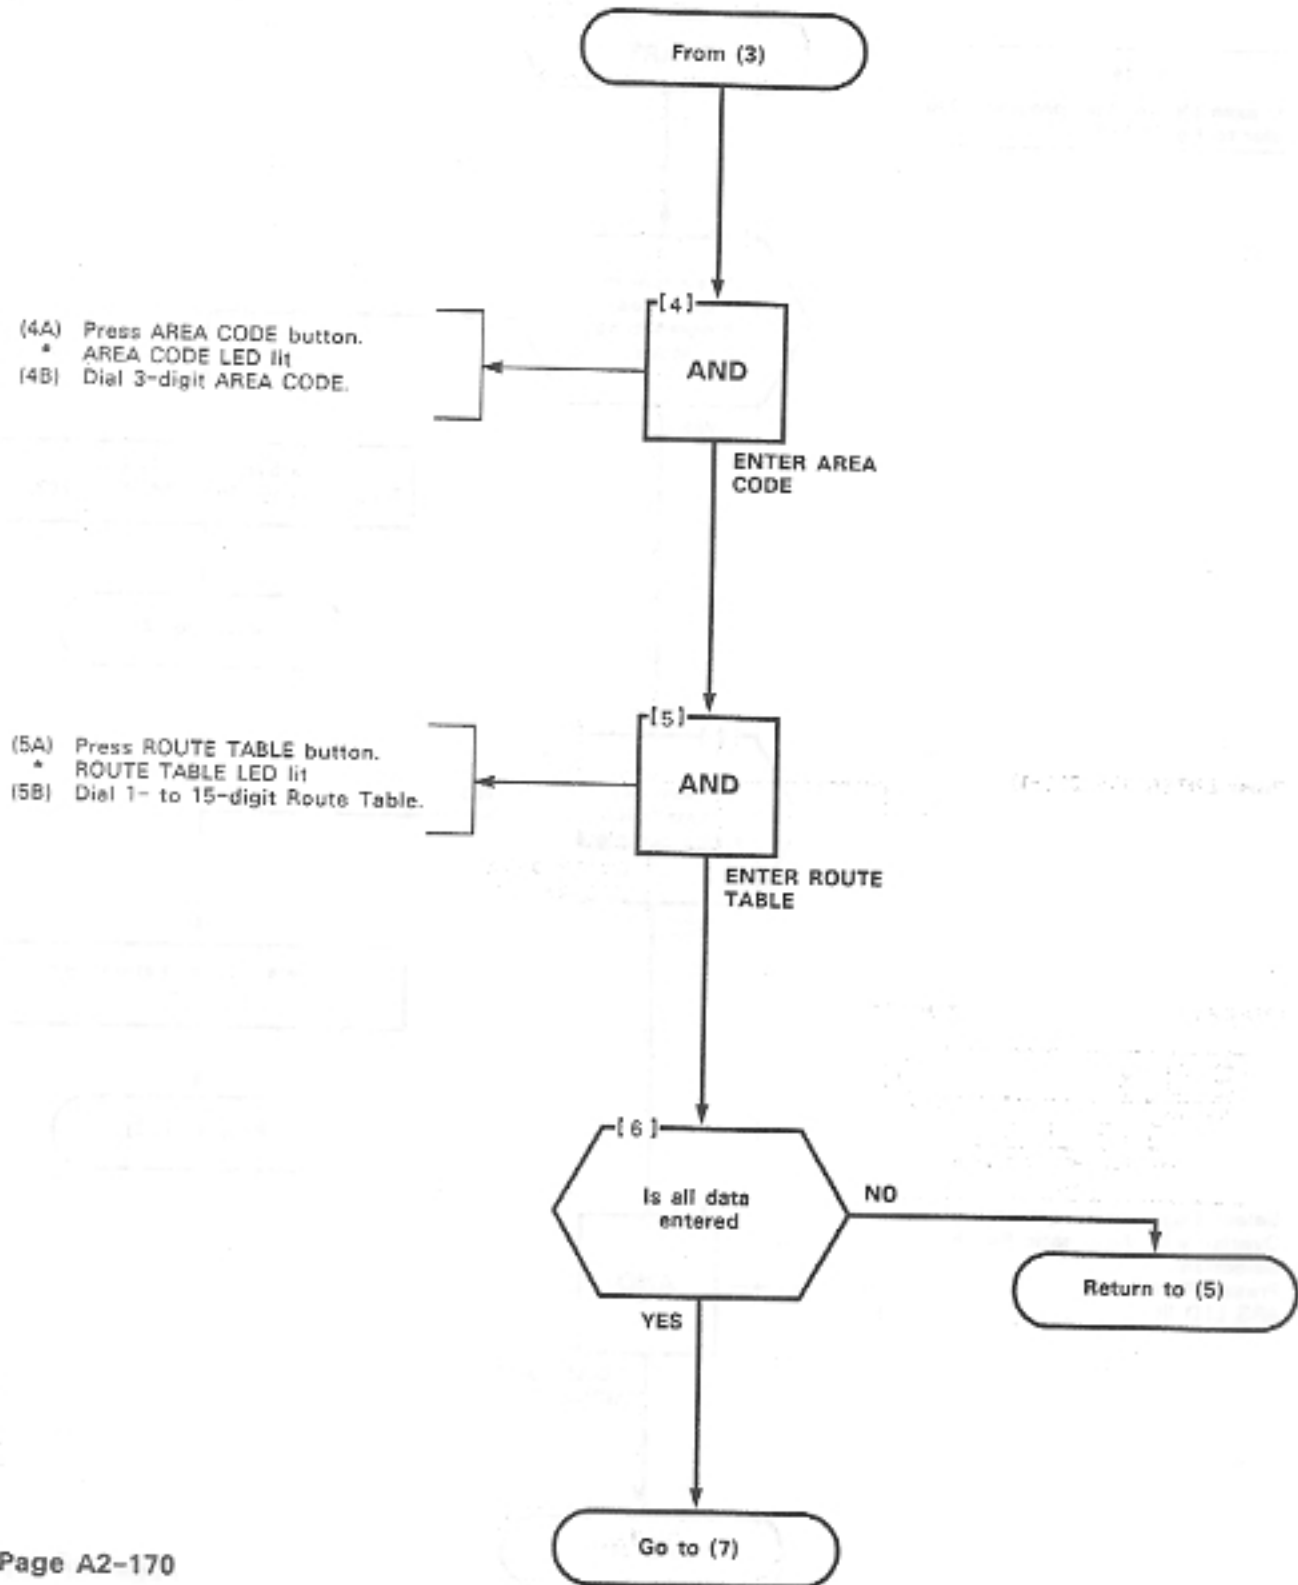 From (3)
[4]
(4A) Press AREA CODE button.
* AREA CODE LED lit
(4B) Dial 3-digit AREA CODE.
AND
ENTER AREA
CODE
[5]
(5A) Press ROUTE TABLE button.
* ROUTE TABLE LED lit
(5B) Dial 1- to 15-digit Route Table.
AND
ENTER ROUTE
TABLE
[6]
Is all data
entered
NO
Return to (5)
YES
Go to (7)
Page A2-170